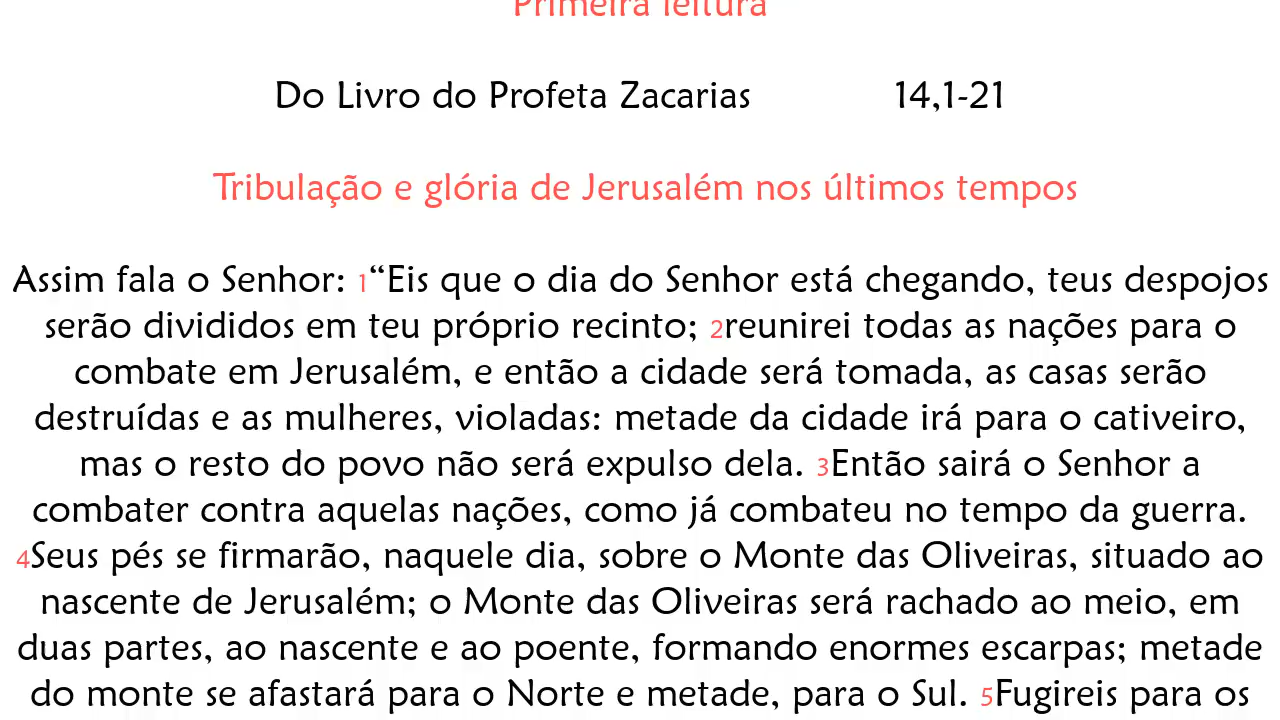 Primeira leitura
Do Livro do Profeta Zacarias 14,1-21
Tribulação e glória de Jerusalém nos últimos tempos
Assim fala o Senhor: 1“Eis que o dia do Senhor está chegando, teus despojos
serão divididos em teu próprio recinto; 2reunirei todas as nações para o
combate em Jerusalém, e então a cidade será tomada, as casas serão
destruídas e as mulheres, violadas: metade da cidade irá para o cativeiro,
mas o resto do povo não será expulso dela. 3Então sairá o Senhor a
combater contra aquelas nações, como já combateu no tempo da guerra.
4Seus pés se firmarão, naquele dia, sobre o Monte das Oliveiras, situado ao
nascente de Jerusalém; o Monte das Oliveiras será rachado ao meio, em
duas partes, ao nascente e ao poente, formando enormes escarpas; metade
do monte se afastará para o Norte e metade, para o Sul. 5Fugireis para os